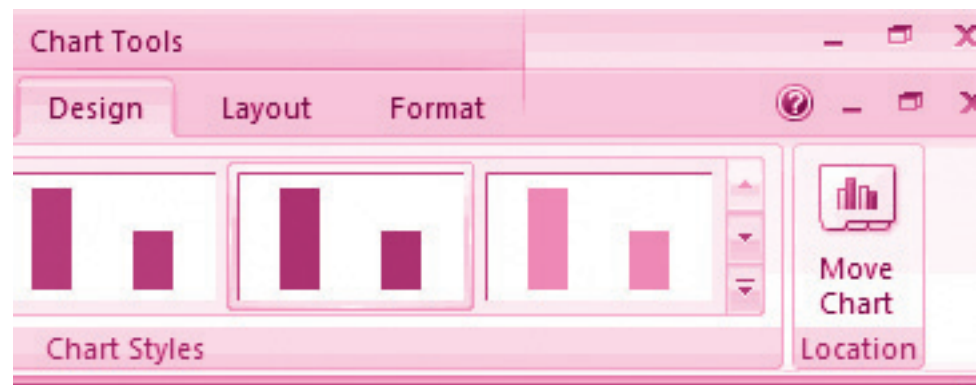 Chart Tools
Design Layout Format
Move
Chart
Chart Styles
Location